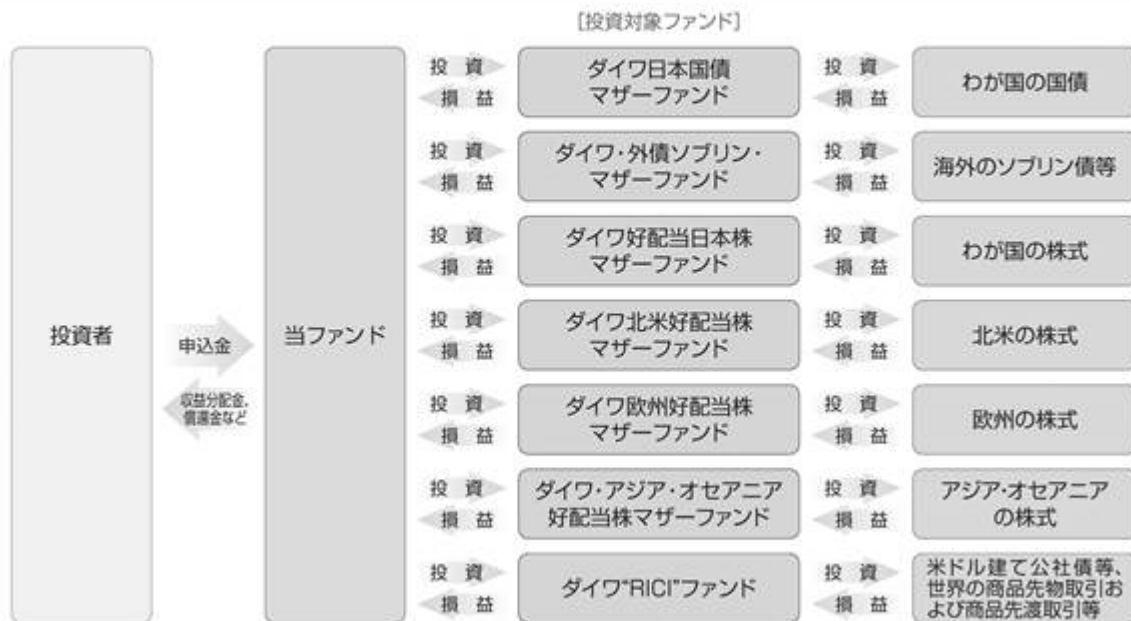 [投資対象ファンド]
投資者
申込金
収益分配金、
償還金など
当ファンド
投 資
損 益
ダイワ日本国債
マザーファンド
投 資
損 益
わが国の国債
投 資
損 益
ダイワ・外債ソブリン・
マザーファンド
投 資
損 益
海外のソブリン債等
投 資
損 益
ダイワ好配当日本株
マザーファンド
投 資
損 益
わが国の株式
投 資
損 益
ダイワ北米好配当株
マザーファンド
投 資
損 益
北米の株式
投 資
損 益
ダイワ欧州好配当株
マザーファンド
投 資
損 益
欧州の株式
投 資
損 益
ダイワ・アジア・オセアニア
好配当株マザーファンド
投 資
損 益
アジア・オセアニア
の株式
投 資
損 益
ダイワ"RICI"ファンド
投 資
損 益
米ドル建て公社債等、
世界の商品先物取引お
よび商品先渡取引等